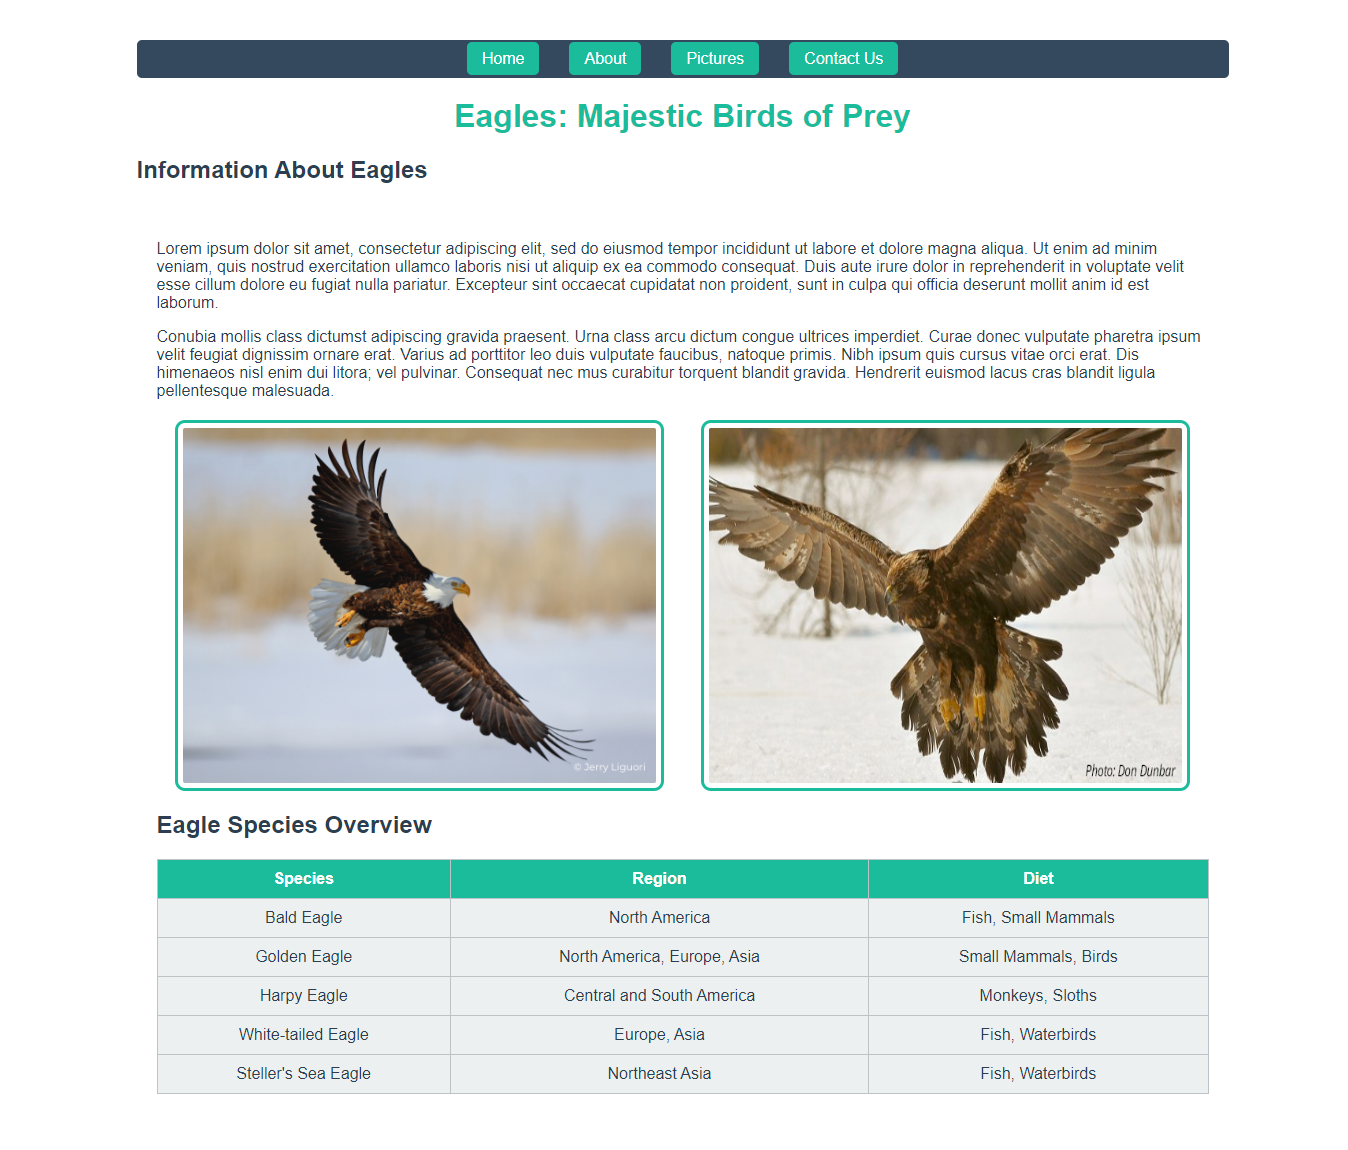 Home About Pictures Contact Us
Eagles: Majestic Birds of Prey
Information About Eagles
Lorem ipsum dolor sit amet, consectetur adipiscing elit, sed do eiusmod tempor incididunt ut labore et dolore magna aliqua. Ut enim ad minim
veniam, quis nostrud exercitation ullamco laboris nisi ut aliquip ex ea commodo consequat. Duis aute irure dolor in reprehenderit in voluptate velit
esse cillum dolore eu fugiat nulla pariatur. Excepteur sint occaecat cupidatat non proident, sunt in culpa qui officia deserunt mollit anim id est
laborum.
Conubia mollis class dictumst adipiscing gravida praesent. Urna class arcu dictum congue ultrices imperdiet. Curae donec vulputate pharetra ipsum
velit feugiat dignissim ornare erat. Varius ad porttitor leo duis vulputate faucibus, natoque primis. Nibh ipsum quis cursus vitae orci erat. Dis
himenaeos nisl enim dui litora; vel pulvinar. Consequat nec mus curabitur torquent blandit gravida. Hendrerit euismod lacus cras blandit ligula
pellentesque malesuada.
© Jerry Liguori
Photo: Don Dunbar
Eagle Species Overview
Species Region Diet
Bald Eagle North America Fish, Small Mammals
Golden Eagle North America, Europe, Asia Small Mammals, Birds
Harpy Eagle Central and South America Monkeys, Sloths
White-tailed Eagle Europe, Asia Fish, Waterbirds
Steller's Sea Eagle Northeast Asia Fish, Waterbirds